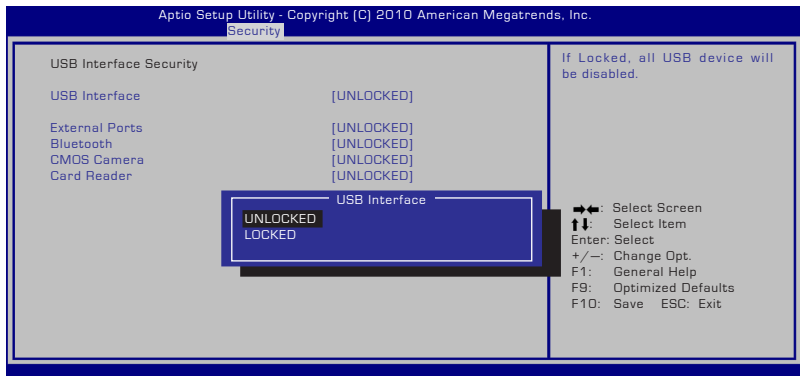 Aptio Setup Utility - Copyright (C) 2010 American Megatrends, Inc.
Security
USB Interface Security
USB Interface [UNLOCKED]
External Ports [UNLOCKED]
Bluetooth [UNLOCKED]
CMOS Camera [UNLOCKED]
Card Reader [UNLOCKED]
USB Interface
UNLOCKED
LOCKED
If Locked, all USB device will
be disabled.
→←: Select Screen
↑↓: Select Item
Enter: Select
+/—: Change Opt.
F1: General Help
F9: Optimized Defaults
F10: Save ESC: Exit